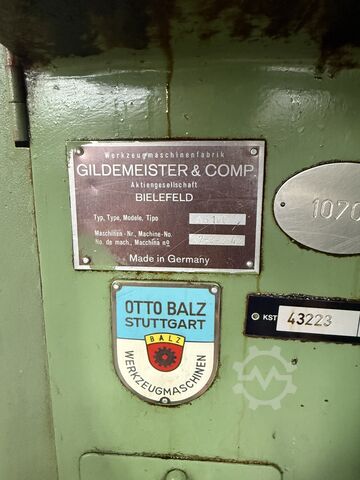 Werkzeugmaschinenfabrik
GILDEMEISTER & COMP.
Aktiengesellschaft
BIELEFELD
Typ, Type, Modele, Tipo
Maschinen-Nr., Machine-No.
No. de mach., Macchina nº
Made in Germany
1070
OTTO BALZ
STUTTGART
BALZ
WERKZEUGMASCHINEN
KST
43223